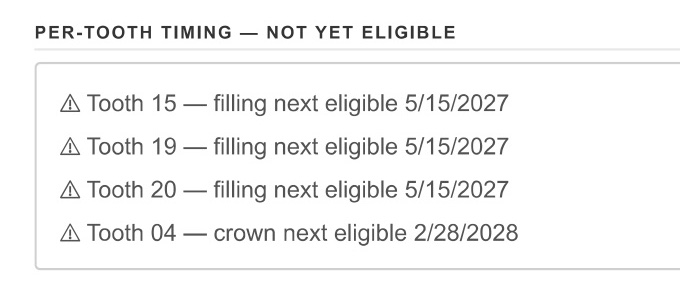 PER-TOOTH TIMING — NOT YET ELIGIBLE
⚠ Tooth 15 — filling next eligible 5/15/2027
⚠ Tooth 19 — filling next eligible 5/15/2027
⚠ Tooth 20 — filling next eligible 5/15/2027
⚠ Tooth 04 — crown next eligible 2/28/2028